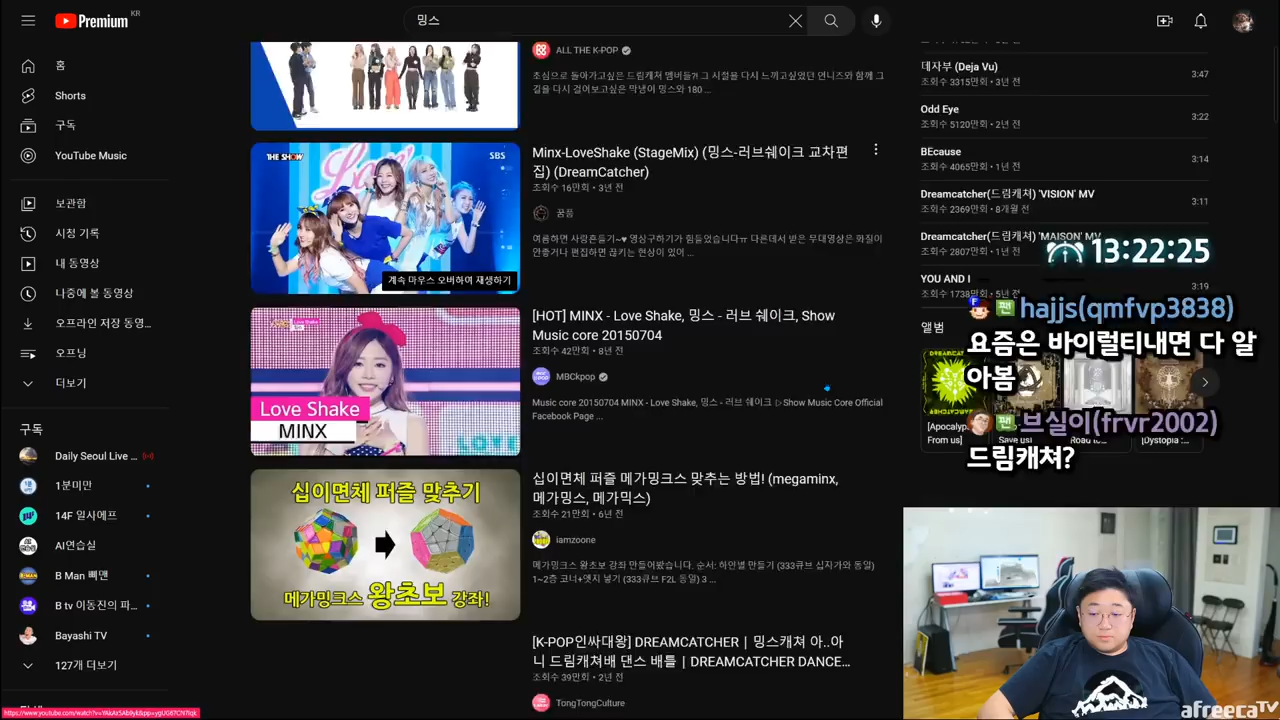 Premium KR
밍스
홈
Shorts
구독
YouTube Music
보관함
시청 기록
내 동영상
나중에 볼 동영상
오프라인 저장 동영...
오프닝
더보기
구독
Daily Seoul Live ...
1분미만
14F 일사에프
AI연습실
B Man 삐맨
B tv 이동진의 파...
Bayashi TV
127개 더보기
ALL THE K-POP
조심으로 돌아가고싶은 드림캐쳐 멤버들?! 그 시절을 다시 느끼고싶었던 언니즈와 함께 그
길을 다시 걸어보고싶은 막냉이 밍스와 180 ...
THE SHOW
SBS
계속 마우스 오버하여 재생하기
Minx-LoveShake (StageMix) (밍스-러브쉐이크 교차편
집) (DreamCatcher)
조회수 16만회 • 3년 전
꿈픔
여름하면 사랑흔들기~♥ 영상구하기가 힘들었습니다ㅠ 다른데서 받은 무대영상은 화질이
안좋거나 편집하면 끊키는 현상이 있어 ...
Love Shake
MINX
[HOT] MINX - Love Shake, 밍스 - 러브 쉐이크, Show
Music core 20150704
조회수 42만회 • 8년 전
MBCkpop
Music core 20150704 MINX - Love Shake, 밍스 - 러브 쉐이크 ▷Show Music Core Official
Facebook Page ...
십이면체 퍼즐 맞추기
메가밍크스 왕초보 강좌!
십이면체 퍼즐 메가밍크스 맞추는 방법! (megaminx,
메가밍스, 메가믹스)
조회수 21만회 • 6년 전
iamzoone
메가밍크스 왕초보 강좌 만들어봤습니다. 순서: 하얀별 만들기 (333큐브 십자가와 동일)
1~2층 코너+엣지 넣기 (333큐브 F2L 동일) 3 ...
[K-POP인싸대왕] DREAMCATCHER | 밍스캐쳐 아..아
니 드림캐쳐배 댄스 배틀 | DREAMCATCHER DANCE...
조회수 39만회 • 2년 전
TongTongCulture
데자부 (Deja Vu)
조회수 3315만회 • 3년 전
3:47
Odd Eye
조회수 5120만회 • 2년 전
3:22
BEcause
조회수 4065만회 • 1년 전
3:14
Dreamcatcher(드림캐쳐) 'VISION' MV
조회수 2369만회 • 8개월 전
3:11
Dreamcatcher(드림캐쳐) 'MAISON' MV
조회수 2807만회 • 1년 전
13:22:25
YOU AND I
3:19
앨범
hajjs(qmfvp3838)
요즘은 바이럴티내면 다 알
아봄
브실이(frvr2002)
드림캐쳐?
[Apocalyp...
From us]
Save us]
Road to...
[Dystopia :...
afreecaTV